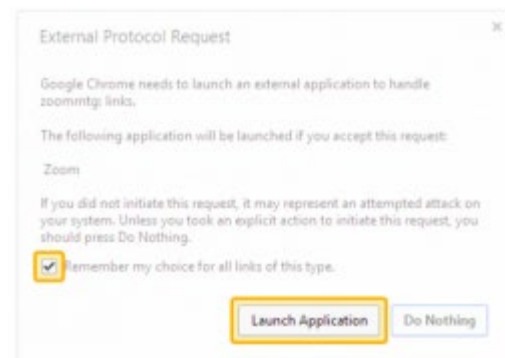 External Protocol Request
Google Chrome needs to launch an external application to handle
zoommtg: links.
The following application will be launched if you accept this request:
Zoom
If you did not initiate this request, it may represent an attempted attack on
your system. Unless you took an explicit action to initiate this request, you
should press Do Nothing.
Remember my choice for all links of this type.
Launch Application Do Nothing